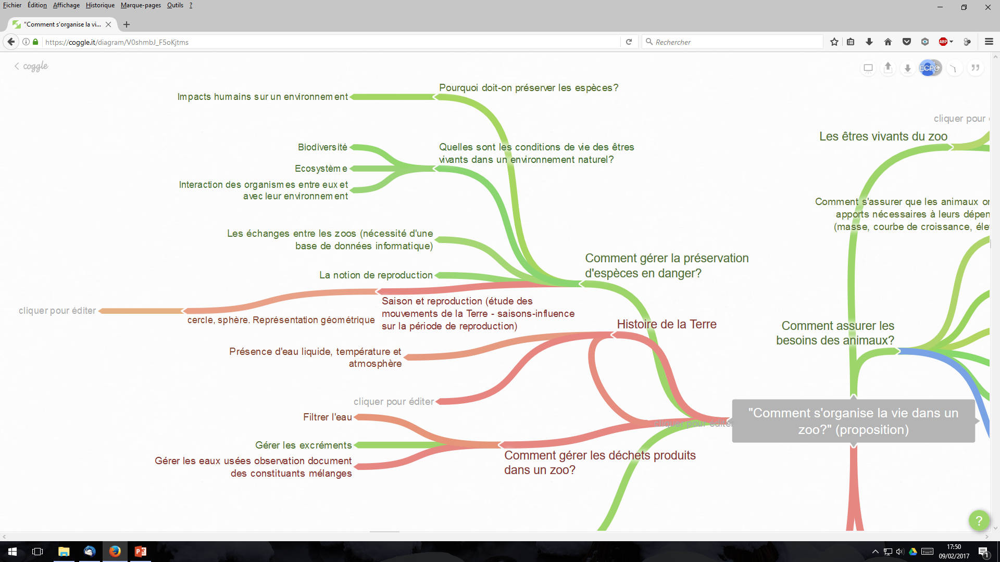 Fichier Édition Affichage Historique Marque-pages Outils ?
"Comment s'organise la vi...
https://coggle.it/diagram/V0shmbJ_F5oKjtms
Rechercher
ABP
coggle
ECPC
Pourquoi doit-on préserver les espèces?
Impacts humains sur un environnement
cliquer pour
Les êtres vivants du zoo
Biodiversité
Quelles sont les conditions de vie des êtres
vivants dans un environnement naturel?
Ecosystème
Interaction des organismes entre eux et
avec leur environnement
Comment s'assurer que les animaux
apports nécessaires à leurs
(masse, courbe de croissance,
Les échanges entre les zoos (nécessité d'une
base de données informatique)
Comment gérer la préservation
d'espèces en danger?
La notion de reproduction
Saison et reproduction (étude des
mouvements de la Terre - saisons-influence
sur la période de reproduction)
cliquer pour éditer
cercle, sphère. Représentation géométrique
Histoire de la Terre
Comment assurer les
besoins des animaux?
Présence d'eau liquide, température et
atmosphère
cliquer pour éditer
Filtrer l'eau
cliquer pour éditer
"Comment s'organise la vie dans un
zoo?" (proposition)
Gérer les excréments
Gérer les eaux usées observation document
des constituants mélanges
Comment gérer les déchets produits
dans un zoo?
?
17:50
09/02/2017
1